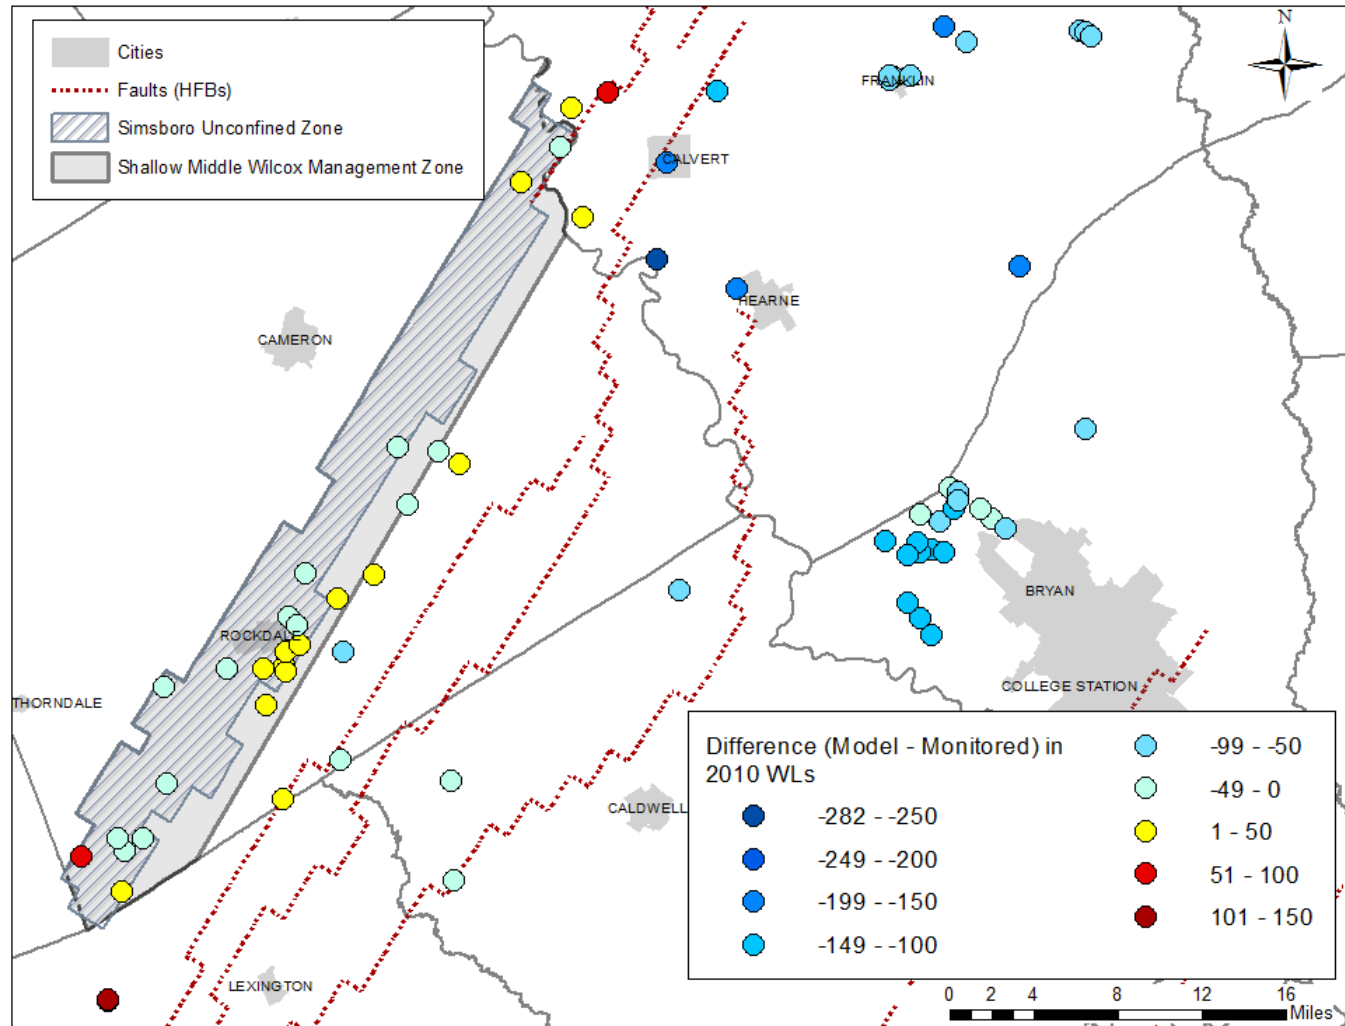 Cities
Faults (HFBs)
Simsboro Unconfined Zone
Shallow Middle Wilcox Management Zone
N
FRANKLIN
CALVERT
HEARNE
CAMERON
BRYAN
ROCKDALE
COLLEGE STATION
THORNDALE
CALDWELL
LEXINGTON
Difference (Model - Monitored) in
2010 WLs
-282 - -250
-249 - -200
-199 - -150
-149 - -100
-99 - -50
-49 - 0
1 - 50
51 - 100
101 - 150
0 2 4 8 12 16
Miles